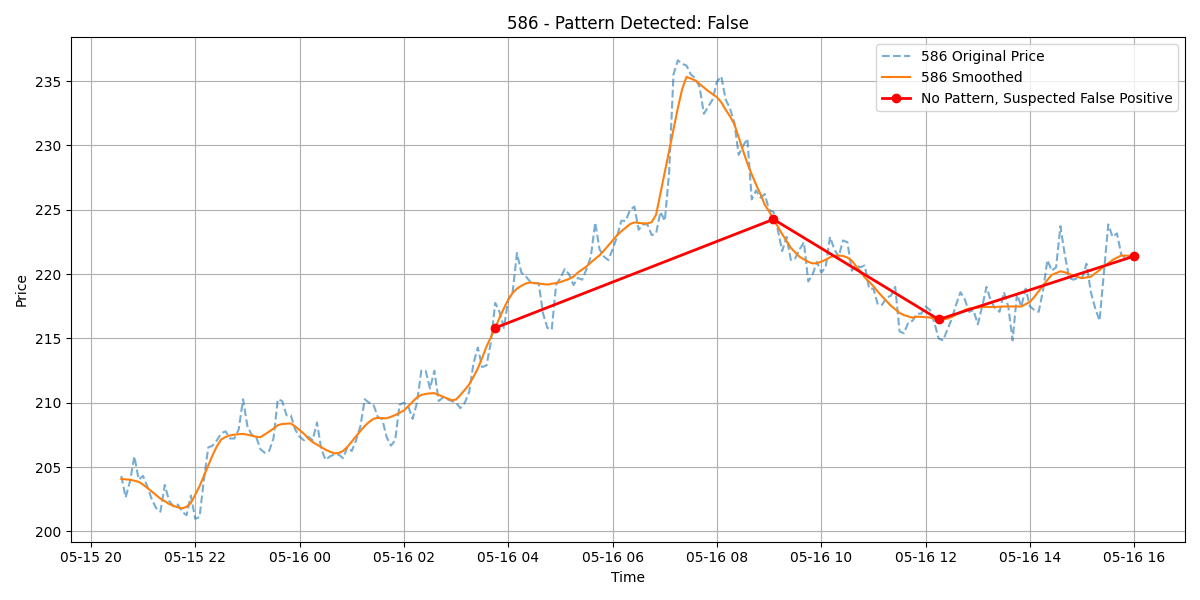 586 - Pattern Detected: False
586 Original Price
586 Smoothed
No Pattern, Suspected False Positive
Price
235
230
225
220
215
210
205
200
05-15 20 05-15 22 05-16 00 05-16 02 05-16 04 05-16 06 05-16 08 05-16 10 05-16 12 05-16 14 05-16 16
Time